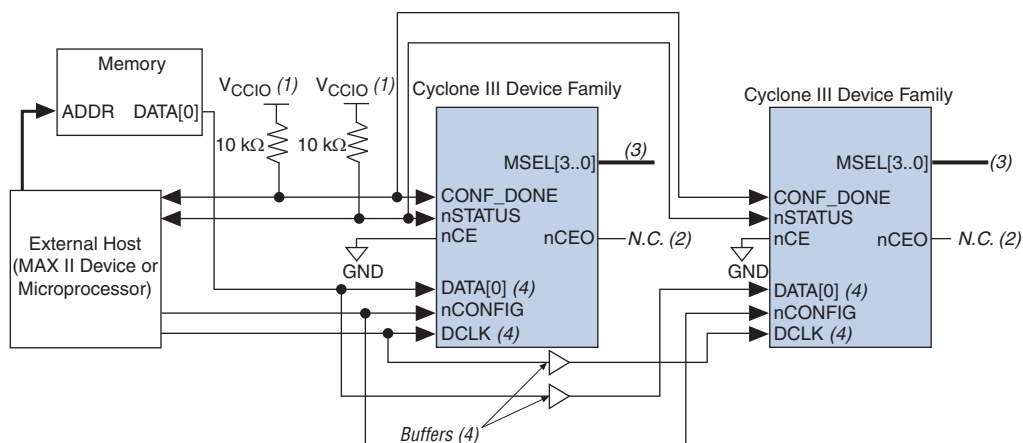 Memory
ADDR DATA[0]
VCCIO (1)
VCCIO (1)
10 kΩ
10 kΩ
Cyclone III Device Family
Cyclone III Device Family
MSEL[3..0]
(3)
MSEL[3..0]
(3)
CONF_DONE
nSTATUS
nCE
nCEO
N.C. (2)
GND
DATA[0] (4)
nCONFIG
DCLK (4)
CONF_DONE
nSTATUS
nCE
nCEO
N.C. (2)
GND
DATA[0] (4)
nCONFIG
DCLK (4)
External Host
(MAX II Device or
Microprocessor)
Buffers (4)